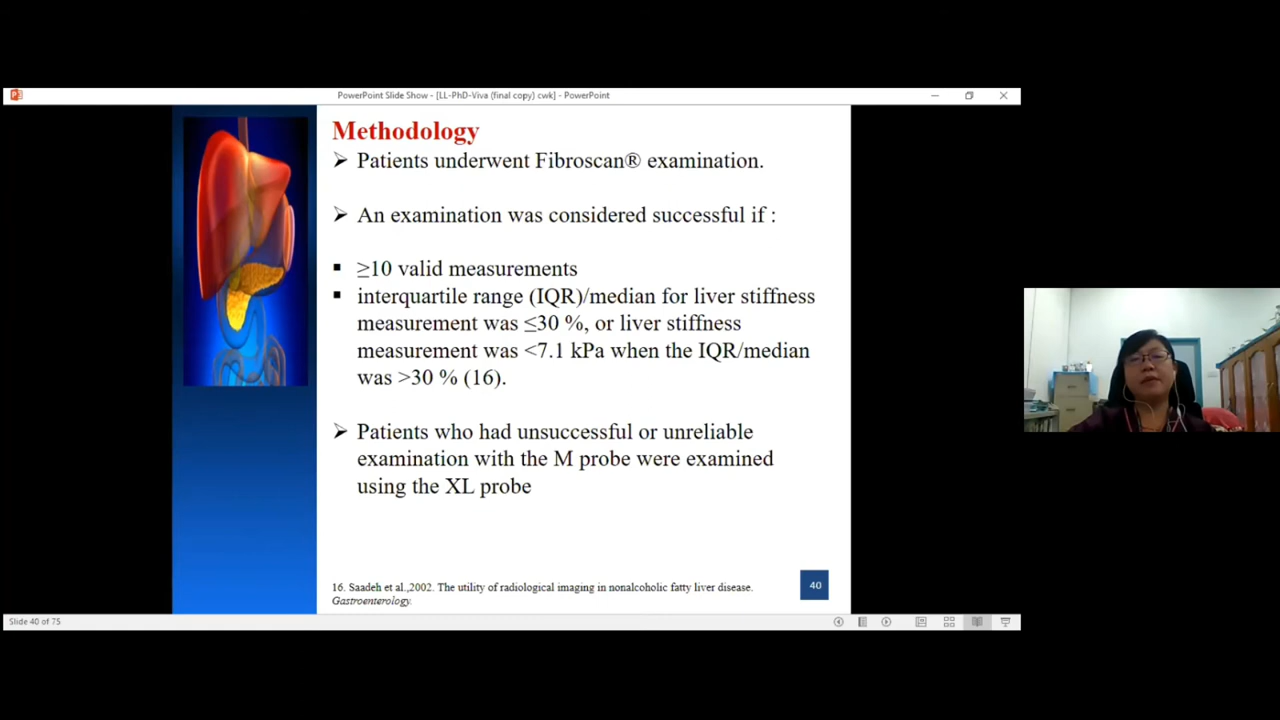 PowerPoint Slide Show - [LL-PhD-Viva (final copy) cwk] - PowerPoint
Methodology
➢ Patients underwent Fibroscan® examination.
➢ An examination was considered successful if :
▪ ≥10 valid measurements
▪ interquartile range (IQR)/median for liver stiffness
measurement was ≤30 %, or liver stiffness
measurement was <7.1 kPa when the IQR/median
was >30 % (16).
➢ Patients who had unsuccessful or unreliable
examination with the M probe were examined
using the XL probe
16. Saadeh et al.,2002. The utility of radiological imaging in nonalcoholic fatty liver disease.
Gastroenterology.
40
Slide 40 of 75